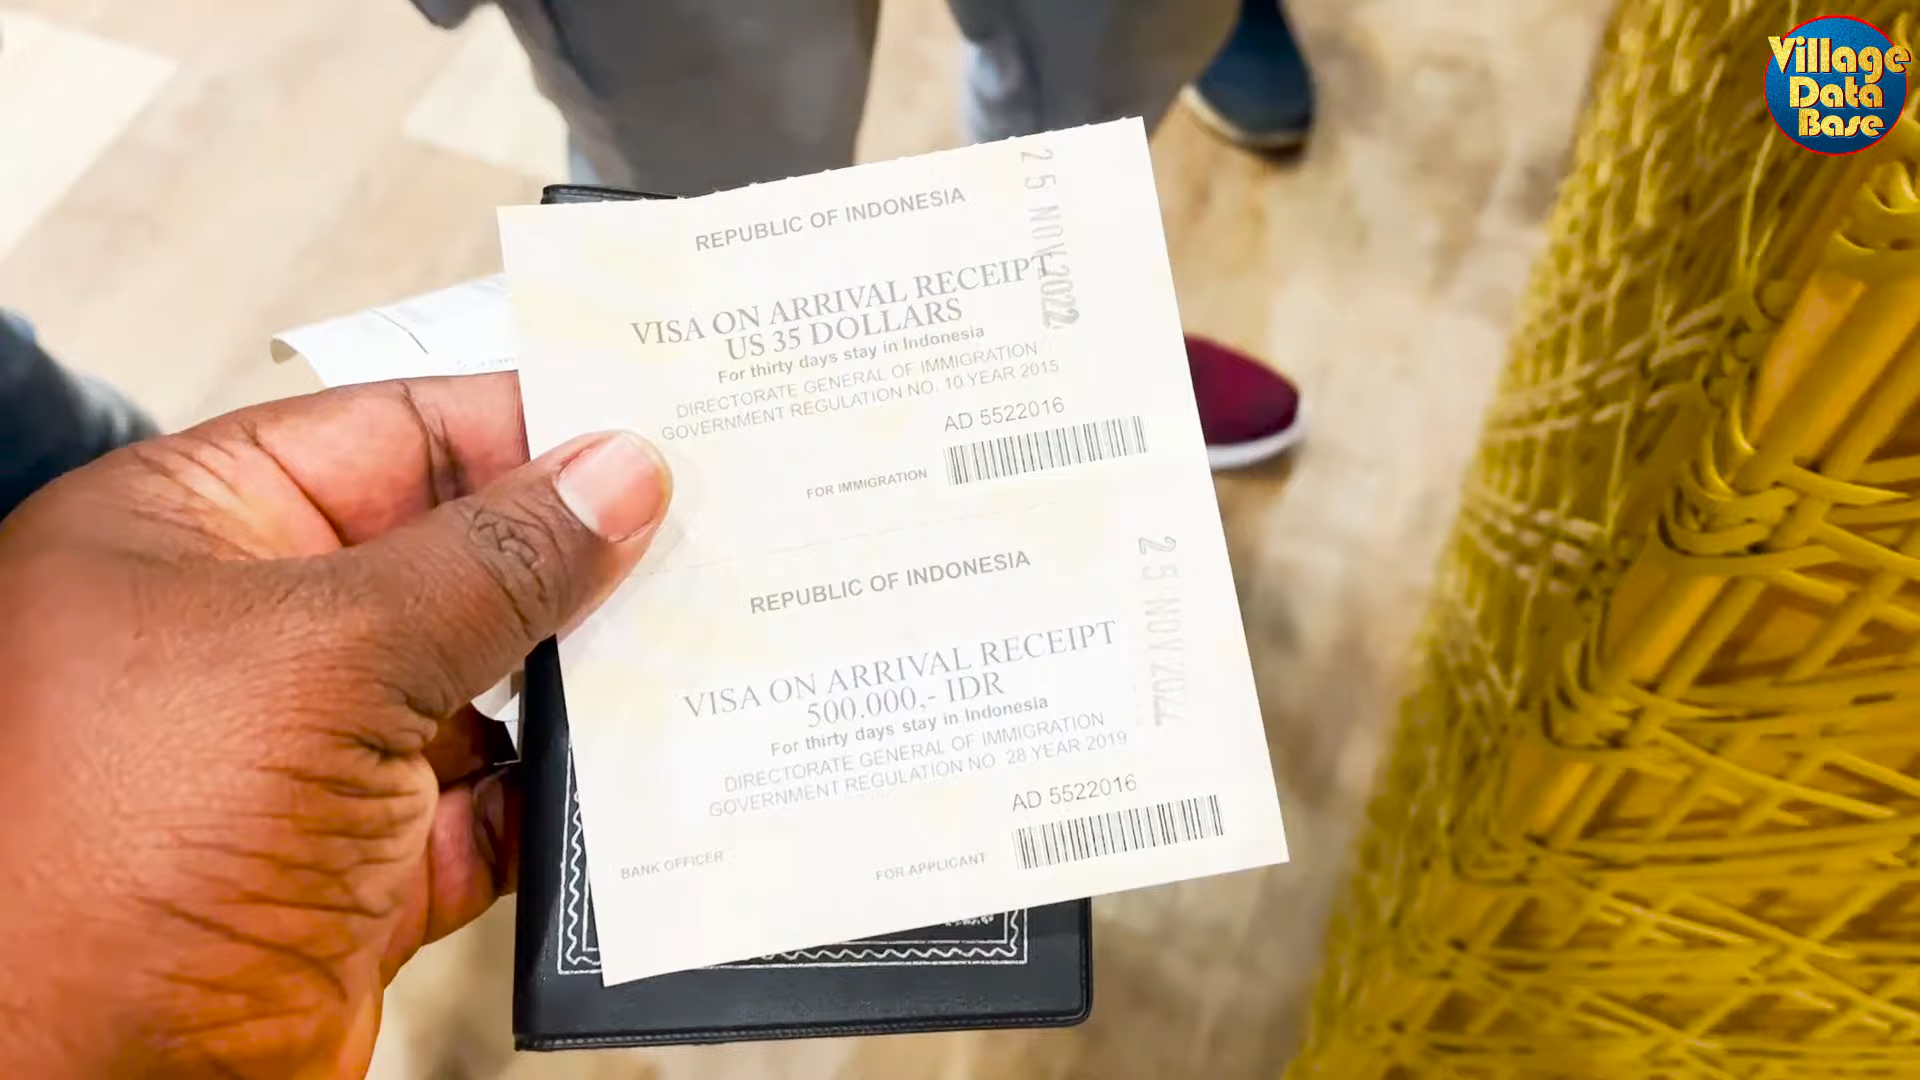 Village
Data
Base
REPUBLIC OF INDONESIA
25 NOV 2022
VISA ON ARRIVAL RECEIPT
US 35 DOLLARS
For thirty days stay in Indonesia
DIRECTORATE GENERAL OF IMMIGRATION
GOVERNMENT REGULATION NO. 10 YEAR 2015
AD 5522016
FOR IMMIGRATION
REPUBLIC OF INDONESIA
25 NOV 2022
VISA ON ARRIVAL RECEIPT
500.000,- IDR
For thirty days stay in Indonesia
DIRECTORATE GENERAL OF IMMIGRATION
GOVERNMENT REGULATION NO 28 YEAR 2019
AD 5522016
BANK OFFICER
FOR APPLICANT